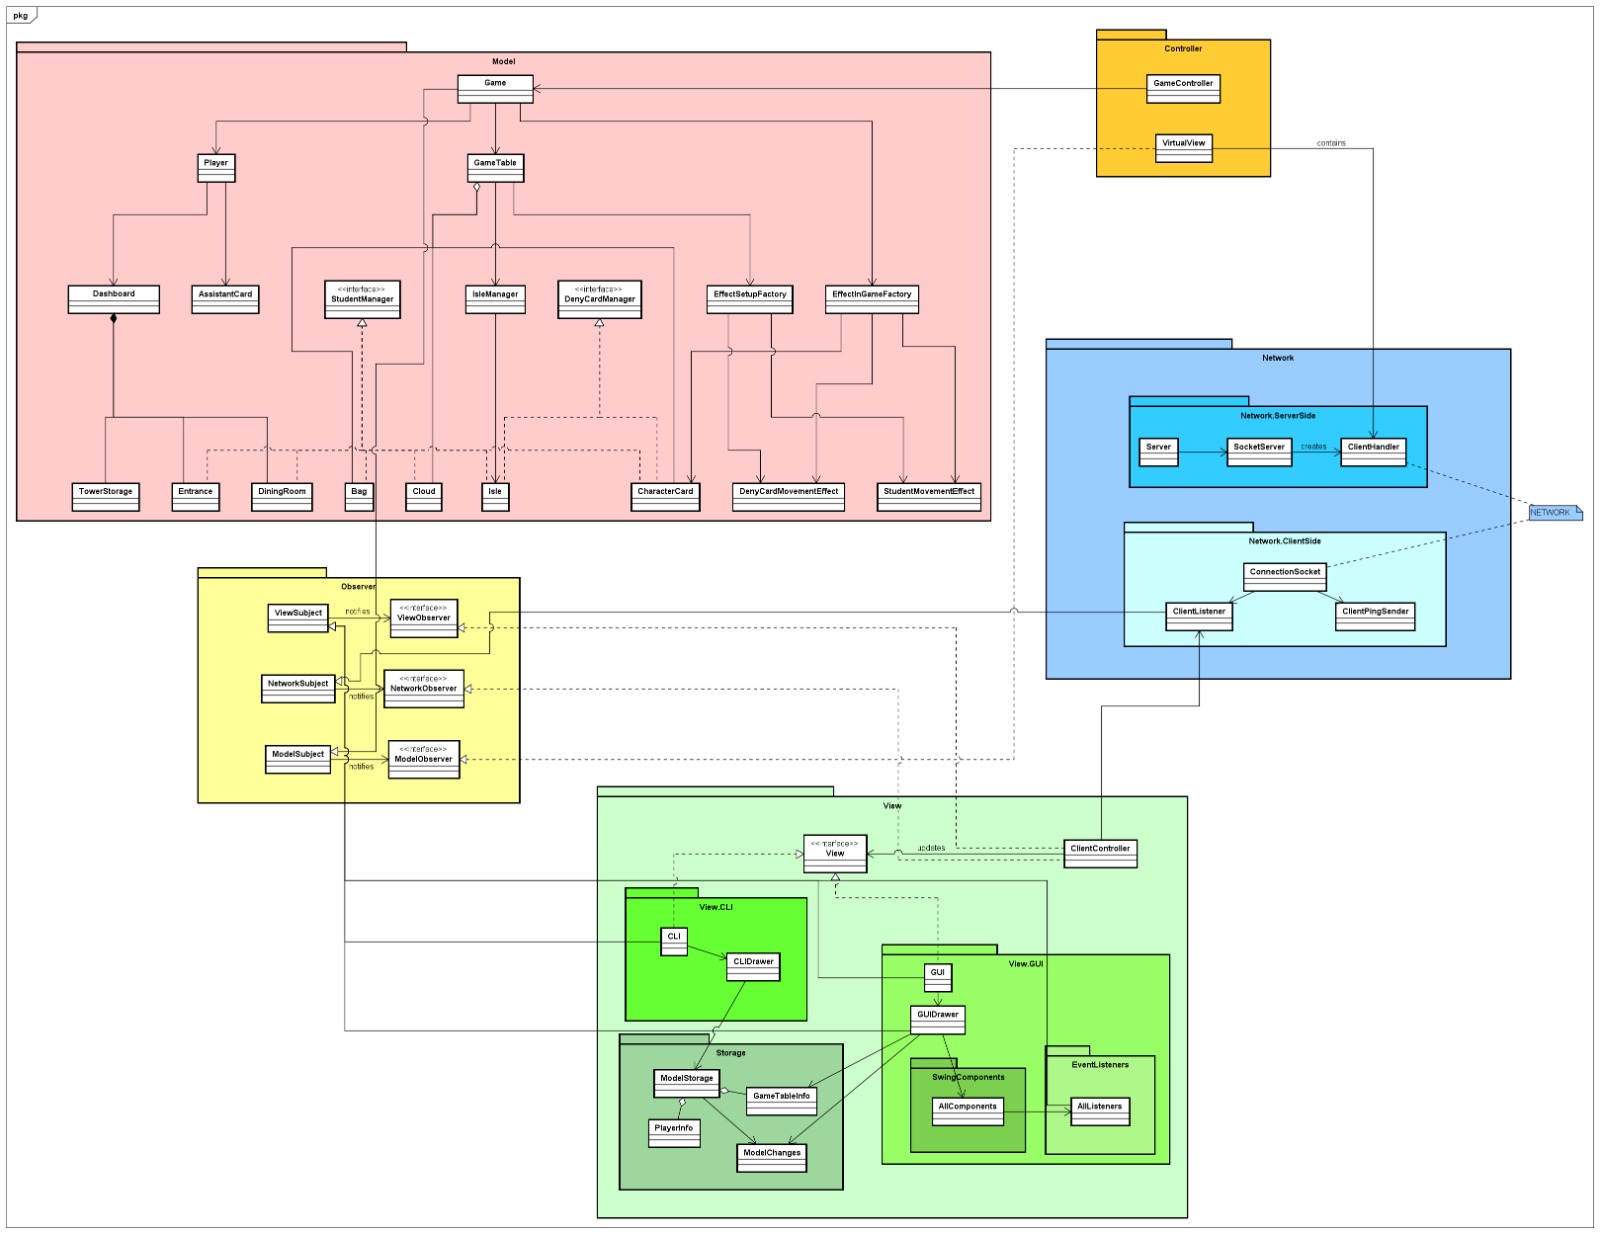 pkg
Model
Game
Player
GameTable
Dashboard
AssistantCard
<<interface>>
StudentManager
IsleManager
<<interface>>
DenyCardManager
EffectSetupFactory
EffectInGameFactory
TowerStorage
Entrance
DiningRoom
Bag
Cloud
Isle
CharacterCard
DenyCardMovementEffect
StudentMovementEffect
Controller
GameController
VirtualView
contains
Network
Network.ServerSide
Server
SocketServer
creates
ClientHandler
NETWORK
Network.ClientSide
ConnectionSocket
ClientListener
ClientPingSender
Observer
ViewSubject
notifies
<<interface>>
ViewObserver
NetworkSubject
notifies
<<interface>>
NetworkObserver
ModelSubject
notifies
<<interface>>
ModelObserver
View
<<interface>>
View
updates
ClientController
View.CLI
CLI
CLIDrawer
View.GUI
GUI
GUIDrawer
SwingComponents
AllComponents
EventListeners
AllListeners
Storage
ModelStorage
GameTableInfo
PlayerInfo
ModelChanges